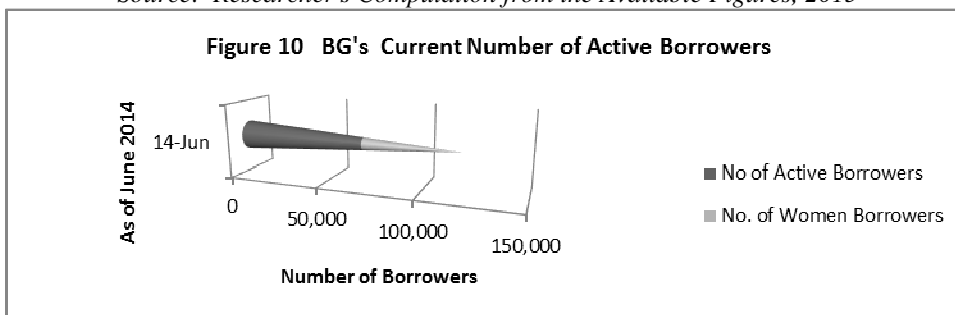 Source: Researcher's Computation from the Available Figures, 2015
Figure 10 BG's Current Number of Active Borrowers
As of June 2014
14-Jun
0
50,000
100,000
150,000
Number of Borrowers
No of Active Borrowers
No. of Women Borrowers